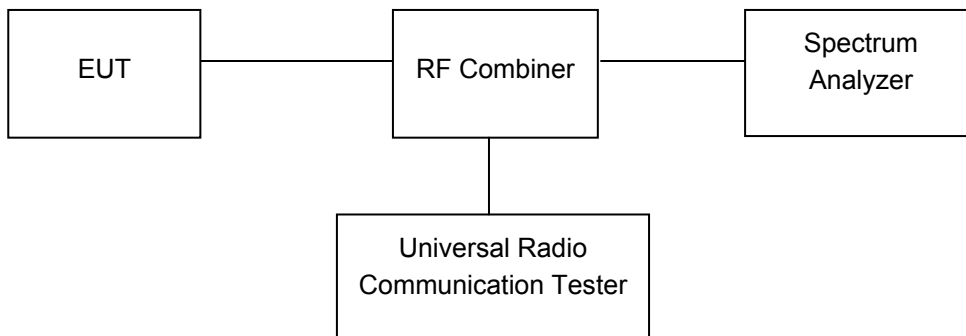 EUT
RF Combiner
Spectrum
Analyzer
Universal Radio
Communication Tester